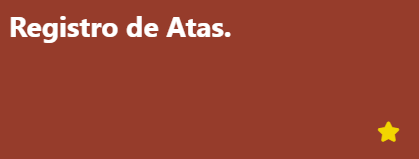 Registro de Atas.